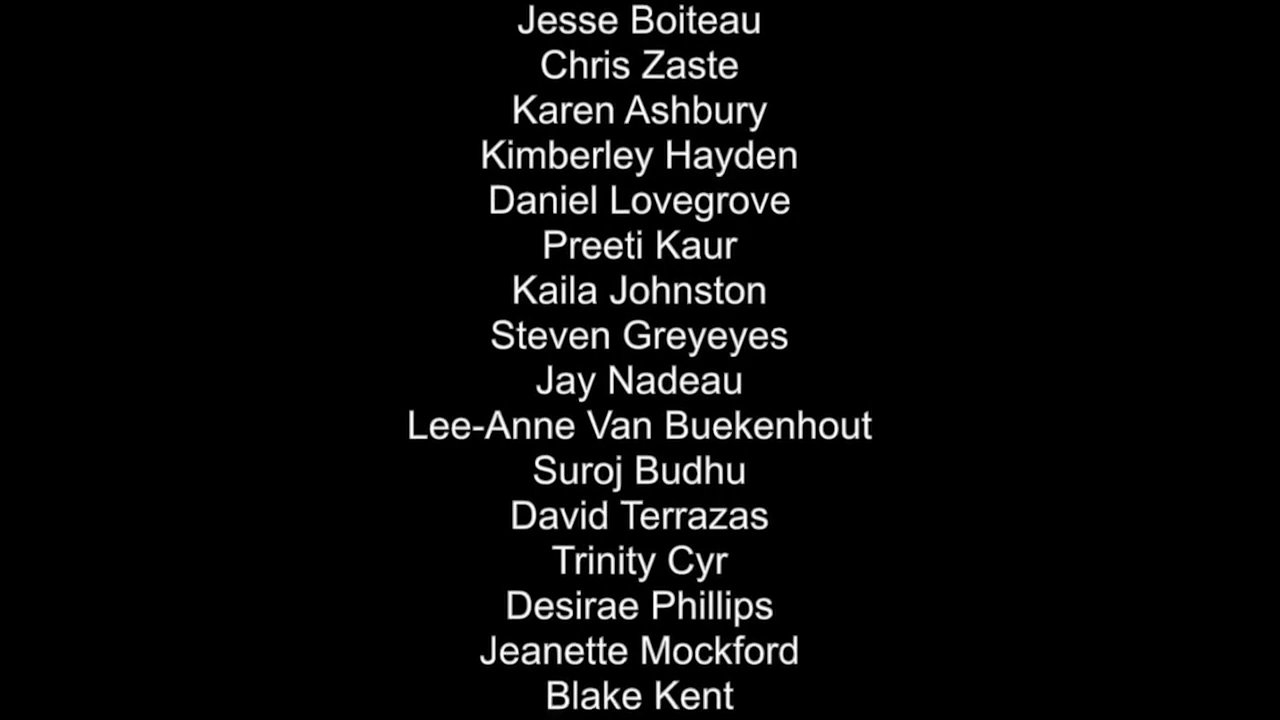 Jesse Boiteau
Chris Zaste
Karen Ashbury
Kimberley Hayden
Daniel Lovegrove
Preeti Kaur
Kaila Johnston
Steven Greyeyes
Jay Nadeau
Lee-Anne Van Buekenhout
Suroj Budhu
David Terrazas
Trinity Cyr
Desirae Phillips
Jeanette Mockford
Blake Kent